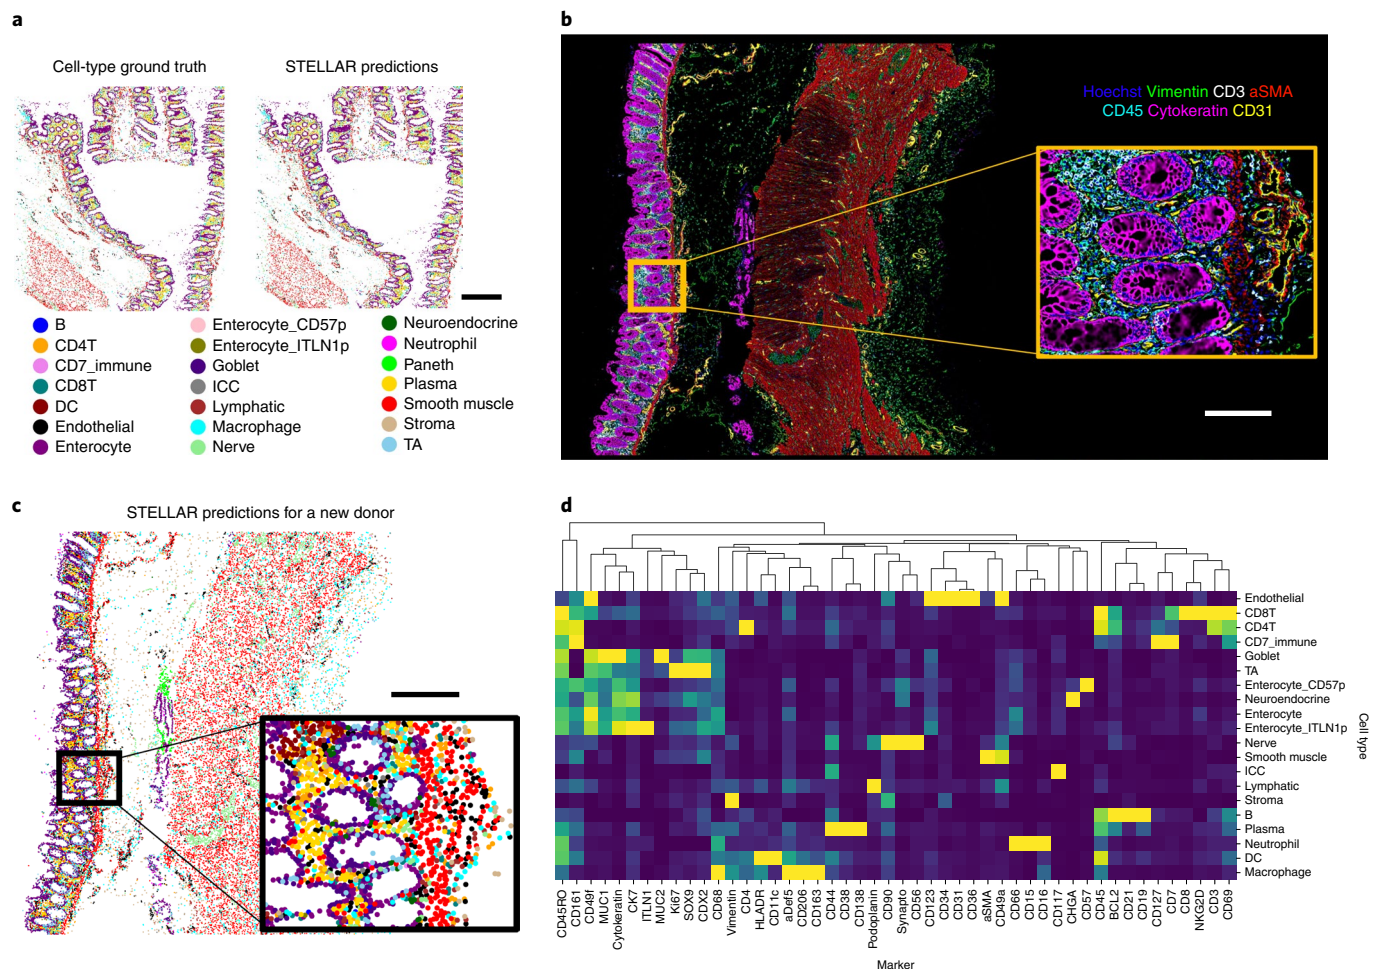 a
Cell-type ground truth
STELLAR predictions
B
CD4T
CD7_immune
CD8T
DC
Endothelial
Enterocyte
Enterocyte_CD57p
Enterocyte_ITLN1p
Goblet
ICC
Lymphatic
Macrophage
Nerve
Neuroendocrine
Neutrophil
Paneth
Plasma
Smooth muscle
Stroma
TA
b
Hoechst Vimentin CD3 aSMA
CD45 Cytokeratin CD31
c
STELLAR predictions for a new donor
d
Endothelial
CD8T
CD4T
CD7_immune
Goblet
TA
Enterocyte_CD57p
Neuroendocrine
Enterocyte
Enterocyte_ITLN1p
Nerve
Smooth muscle
ICC
Lymphatic
Stroma
B
Plasma
Neutrophil
DC
Macrophage
Cell type
CD45RO
CD161
CD49f
MUC1
Cytokeratin
CK7
ITLN1
MUC2
Ki67
SOX9
CDX2
CD68
Vimentin
CD4
HLADR
CD11c
aDef5
CD206
CD163
CD44
CD38
CD138
Podoplanin
CD90
Synapto
CD56
CD123
CD34
CD31
CD36
aSMA
CD49a
CD66
CD15
CD16
CD117
CHGA
CD57
CD45
BCL2
CD21
CD19
CD127
CD7
CD8
NKG2D
CD3
CD69
Marker